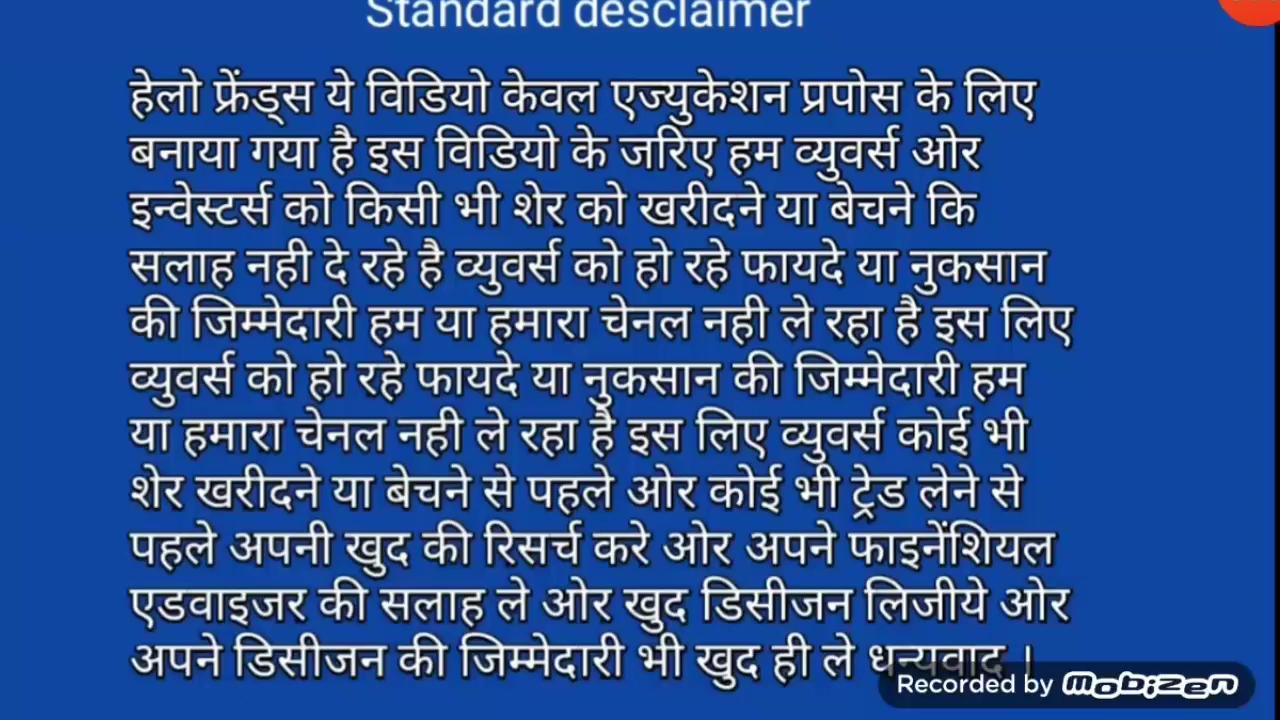 Standard desclaimer
हेलो फ्रेंड्स ये विडियो केवल एज्युकेशन प्रपोस के लिए
बनाया गया है इस विडियो के जरिए हम व्युवर्स ओर
इन्वेस्टर्स को किसी भी शेर को खरीदने या बेचने कि
सलाह नही दे रहे है व्युवर्स को हो रहे फायदे या नुकसान
की जिम्मेदारी हम या हमारा चेनल नही ले रहा है इस लिए
व्युवर्स को हो रहे फायदे या नुकसान की जिम्मेदारी हम
या हमारा चेनल नही ले रहा है इस लिए व्युवर्स कोई भी
शेर खरीदने या बेचने से पहले ओर कोई भी ट्रेड लेने से
पहले अपनी खुद की रिसर्च करे ओर अपने फाइनेंशियल
एडवाइजर की सलाह ले ओर खुद डिसीजन लिजीये ओर
अपने डिसीजन की जिम्मेदारी भी खुद ही ले धन्यवाद ।
Recorded by mobizen